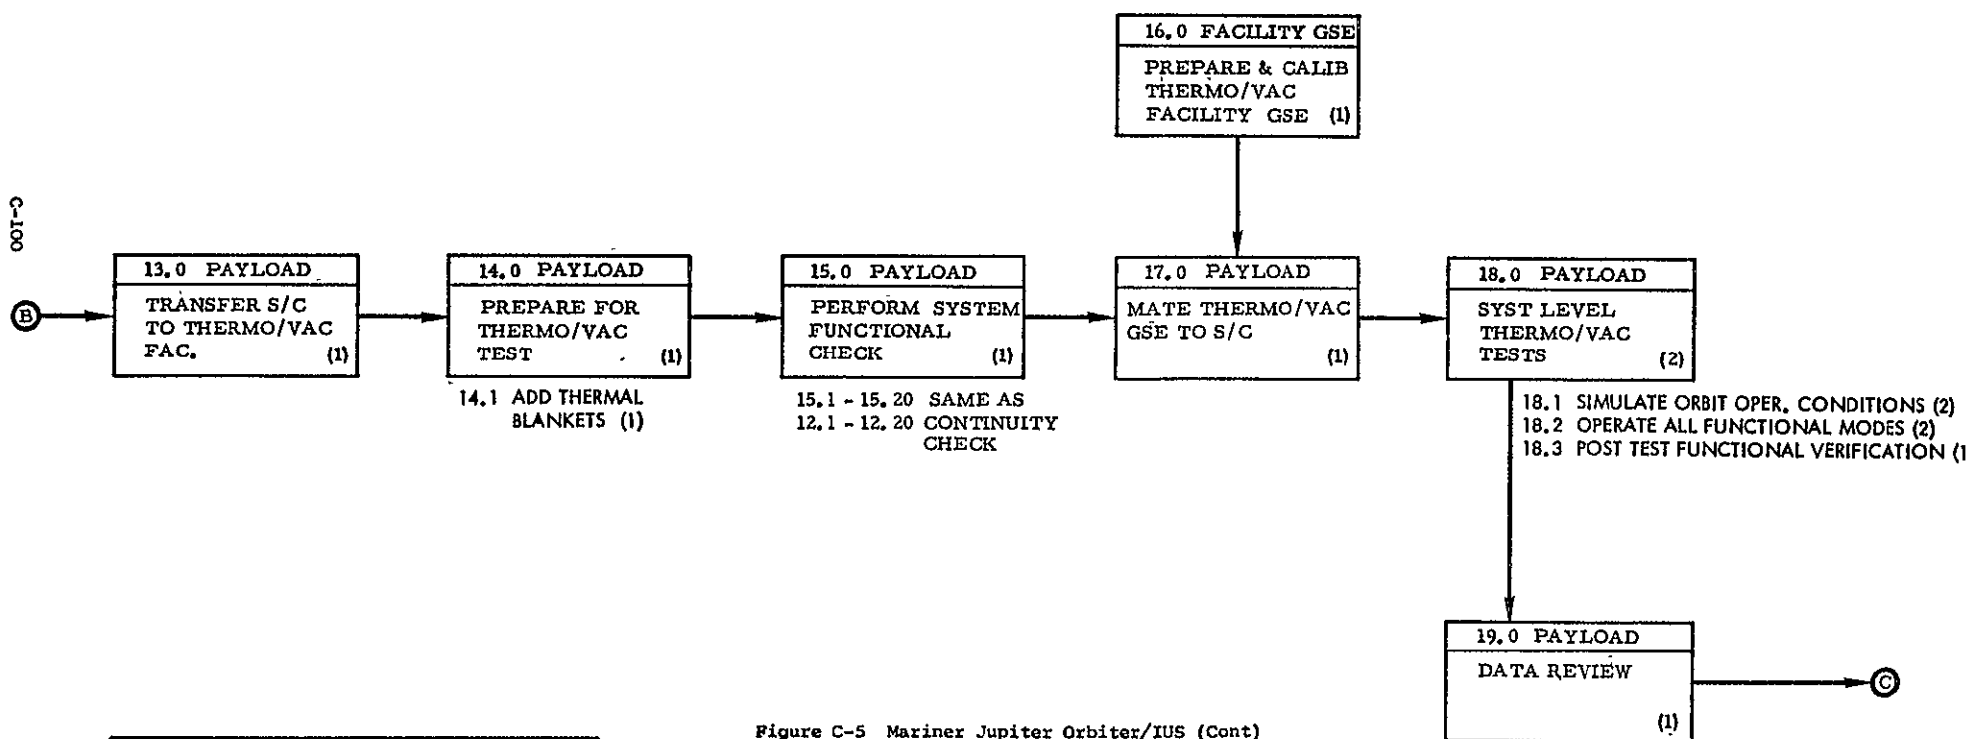 16.0 FACILITY GSE
PREPARE & CALIB
THERMO/VAC
FACILITY GSE (1)
C-100
B
13.0 PAYLOAD
TRANSFER S/C
TO THERMO/VAC
FAC. (1)
14.0 PAYLOAD
PREPARE FOR
THERMO/VAC
TEST (1)
14.1 ADD THERMAL
BLANKETS (1)
15.0 PAYLOAD
PERFORM SYSTEM
FUNCTIONAL
CHECK (1)
15.1 - 15.20 SAME AS
12.1 - 12.20 CONTINUITY
CHECK
17.0 PAYLOAD
MATE THERMO/VAC
GSE TO S/C
(1)
18.0 PAYLOAD
SYST LEVEL
THERMO/VAC
TESTS (2)
18.1 SIMULATE ORBIT OPER. CONDITIONS (2)
18.2 OPERATE ALL FUNCTIONAL MODES (2)
18.3 POST TEST FUNCTIONAL VERIFICATION (1
19.0 PAYLOAD
DATA REVIEW
(1)
C
Figure C-5 Mariner Jupiter Orbiter/IUS (Cont)